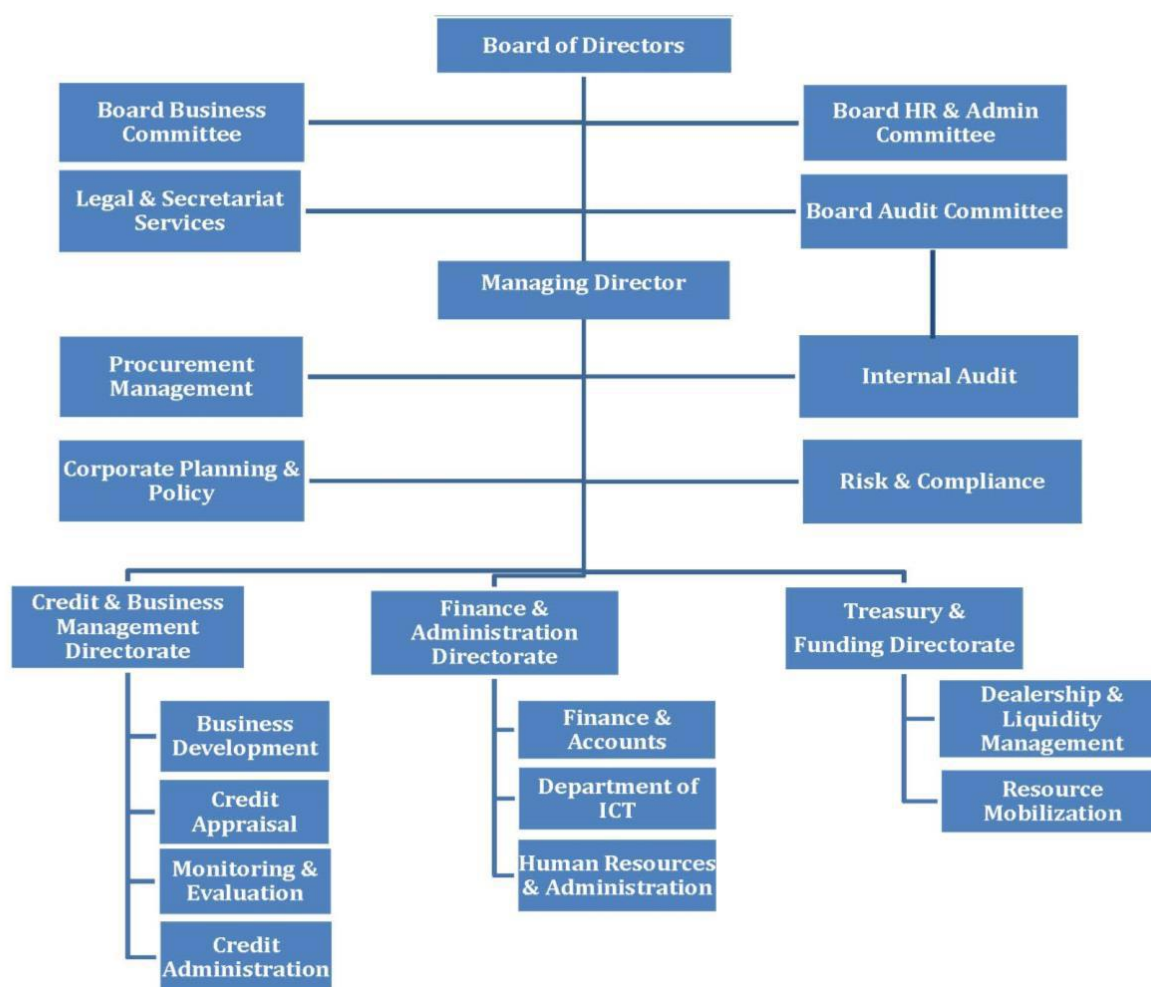 Board of Directors
Board Business
Committee
Board HR & Admin
Committee
Legal & Secretariat
Services
Board Audit Committee
Managing Director
Procurement
Management
Internal Audit
Corporate Planning &
Policy
Risk & Compliance
Credit & Business
Management
Directorate
Finance &
Administration
Directorate
Treasury &
Funding Directorate
Business
Development
Credit
Appraisal
Monitoring &
Evaluation
Credit
Administration
Finance &
Accounts
Department of
ICT
Human Resources
& Administration
Dealership &
Liquidity
Management
Resource
Mobilization